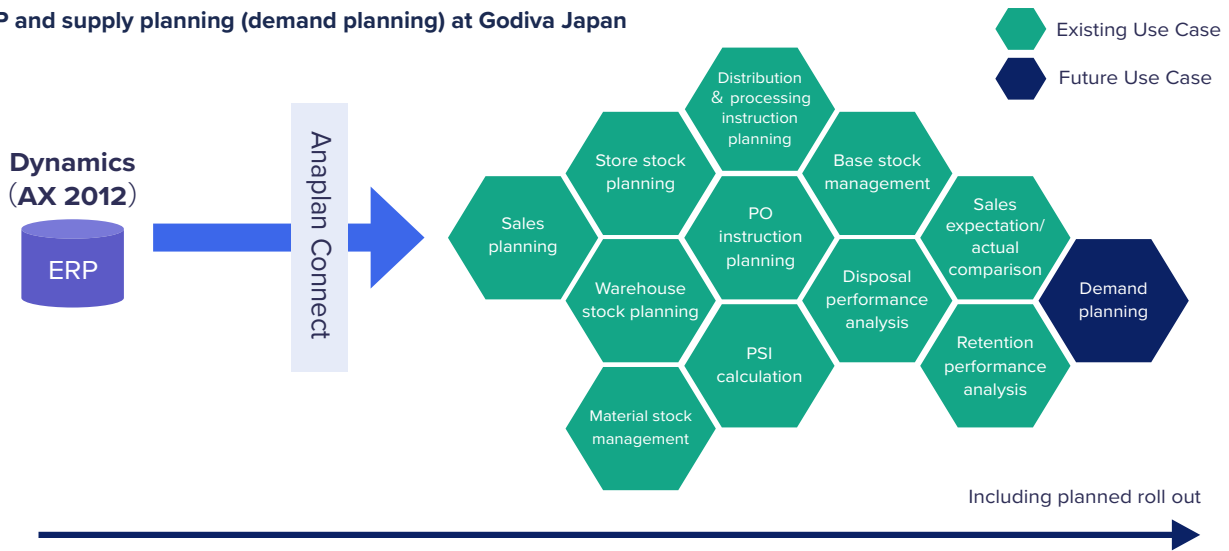 P and supply planning (demand planning) at Godiva Japan
Existing Use Case
Future Use Case
Dynamics
（AX 2012）
ERP
Anaplan Connect
Sales
planning
Store stock
planning
Warehouse
stock planning
Material stock
management
Distribution
& processing
instruction
planning
PO
instruction
planning
PSI
calculation
Base stock
management
Disposal
performance
analysis
Sales
expectation/
actual
comparison
Retention
performance
analysis
Demand
planning
Including planned roll out